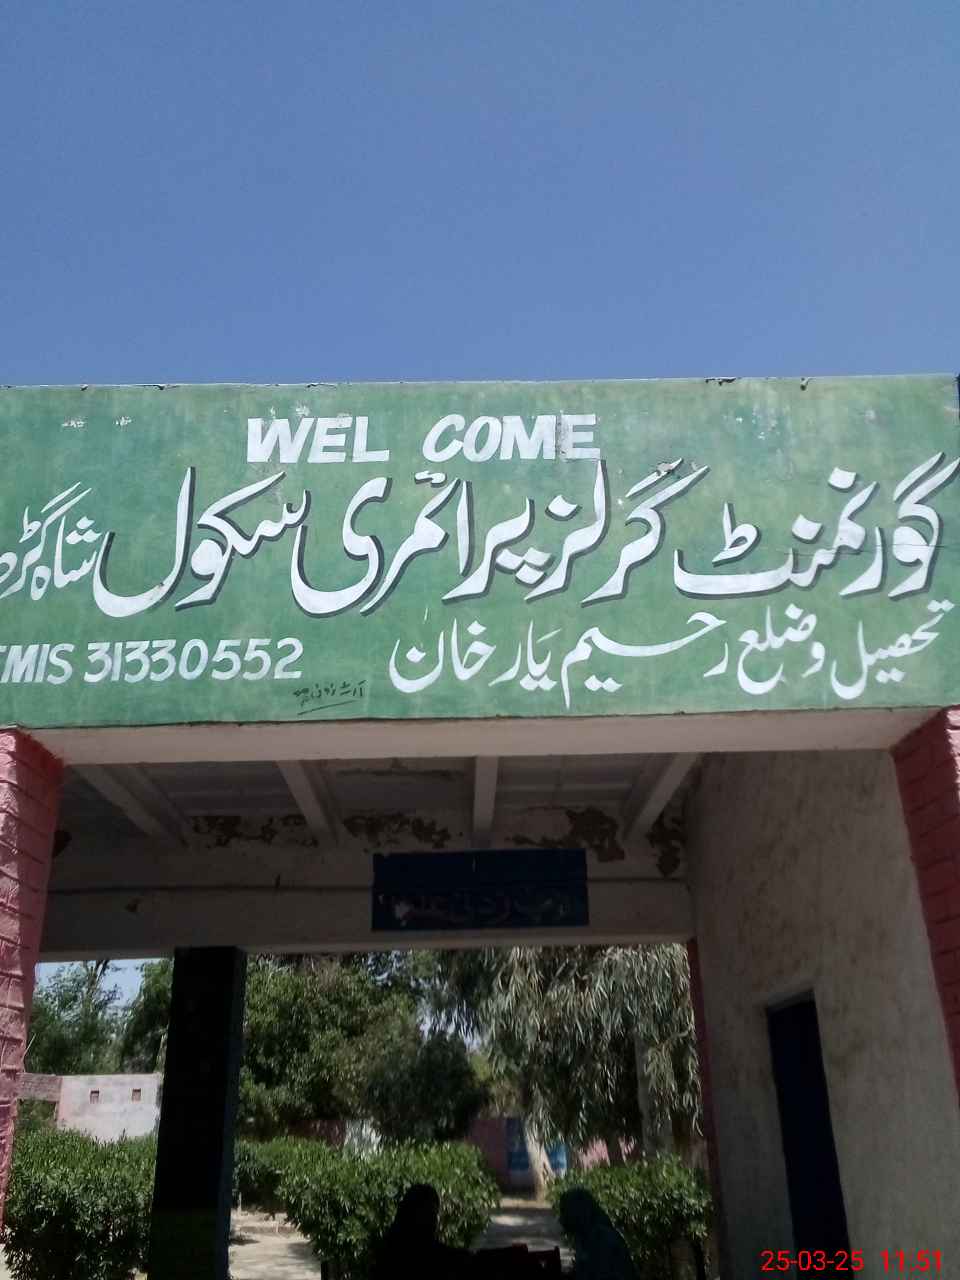 WEL COME
گورنمنٹ گرلز پرائمری سکول شاہ گڑھ
تحصیل و ضلع رحیم یار خان
EMIS 31330552
25-03-25 11:51